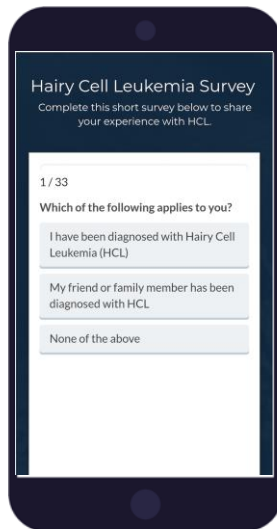 Hairy Cell Leukemia Survey
Complete this short survey below to share
your experience with HCL.
1 / 33
Which of the following applies to you?
I have been diagnosed with Hairy Cell
Leukemia (HCL)
My friend or family member has been
diagnosed with HCL
None of the above